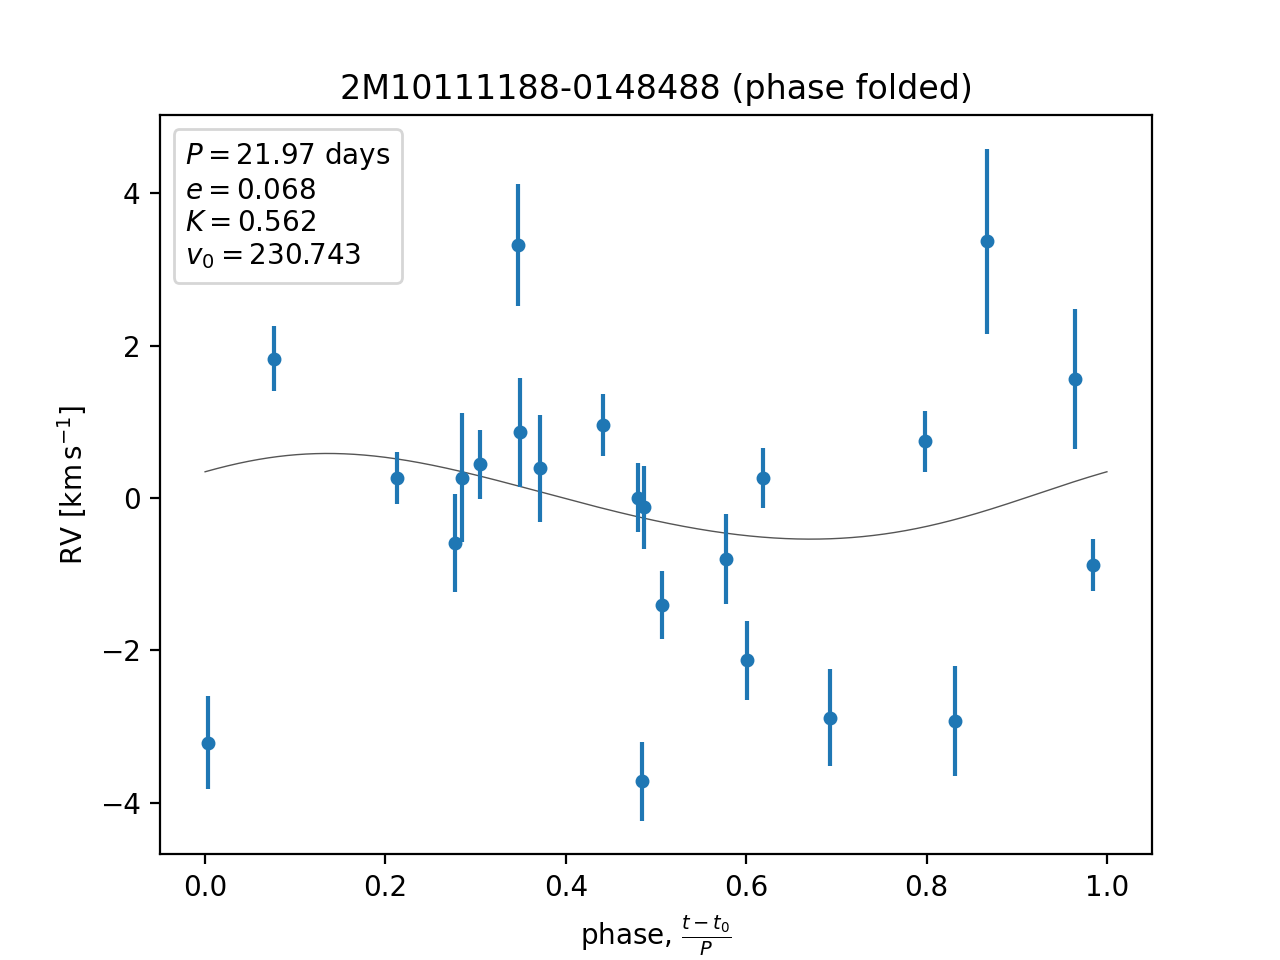 2M10111188-0148488 (phase folded)
P = 21.97 days
e = 0.068
K = 0.562
v₀ = 230.743
4
2
0
−2
−4
RV [km s⁻¹]
0.0 0.2 0.4 0.6 0.8 1.0
phase, (t − t₀)/P